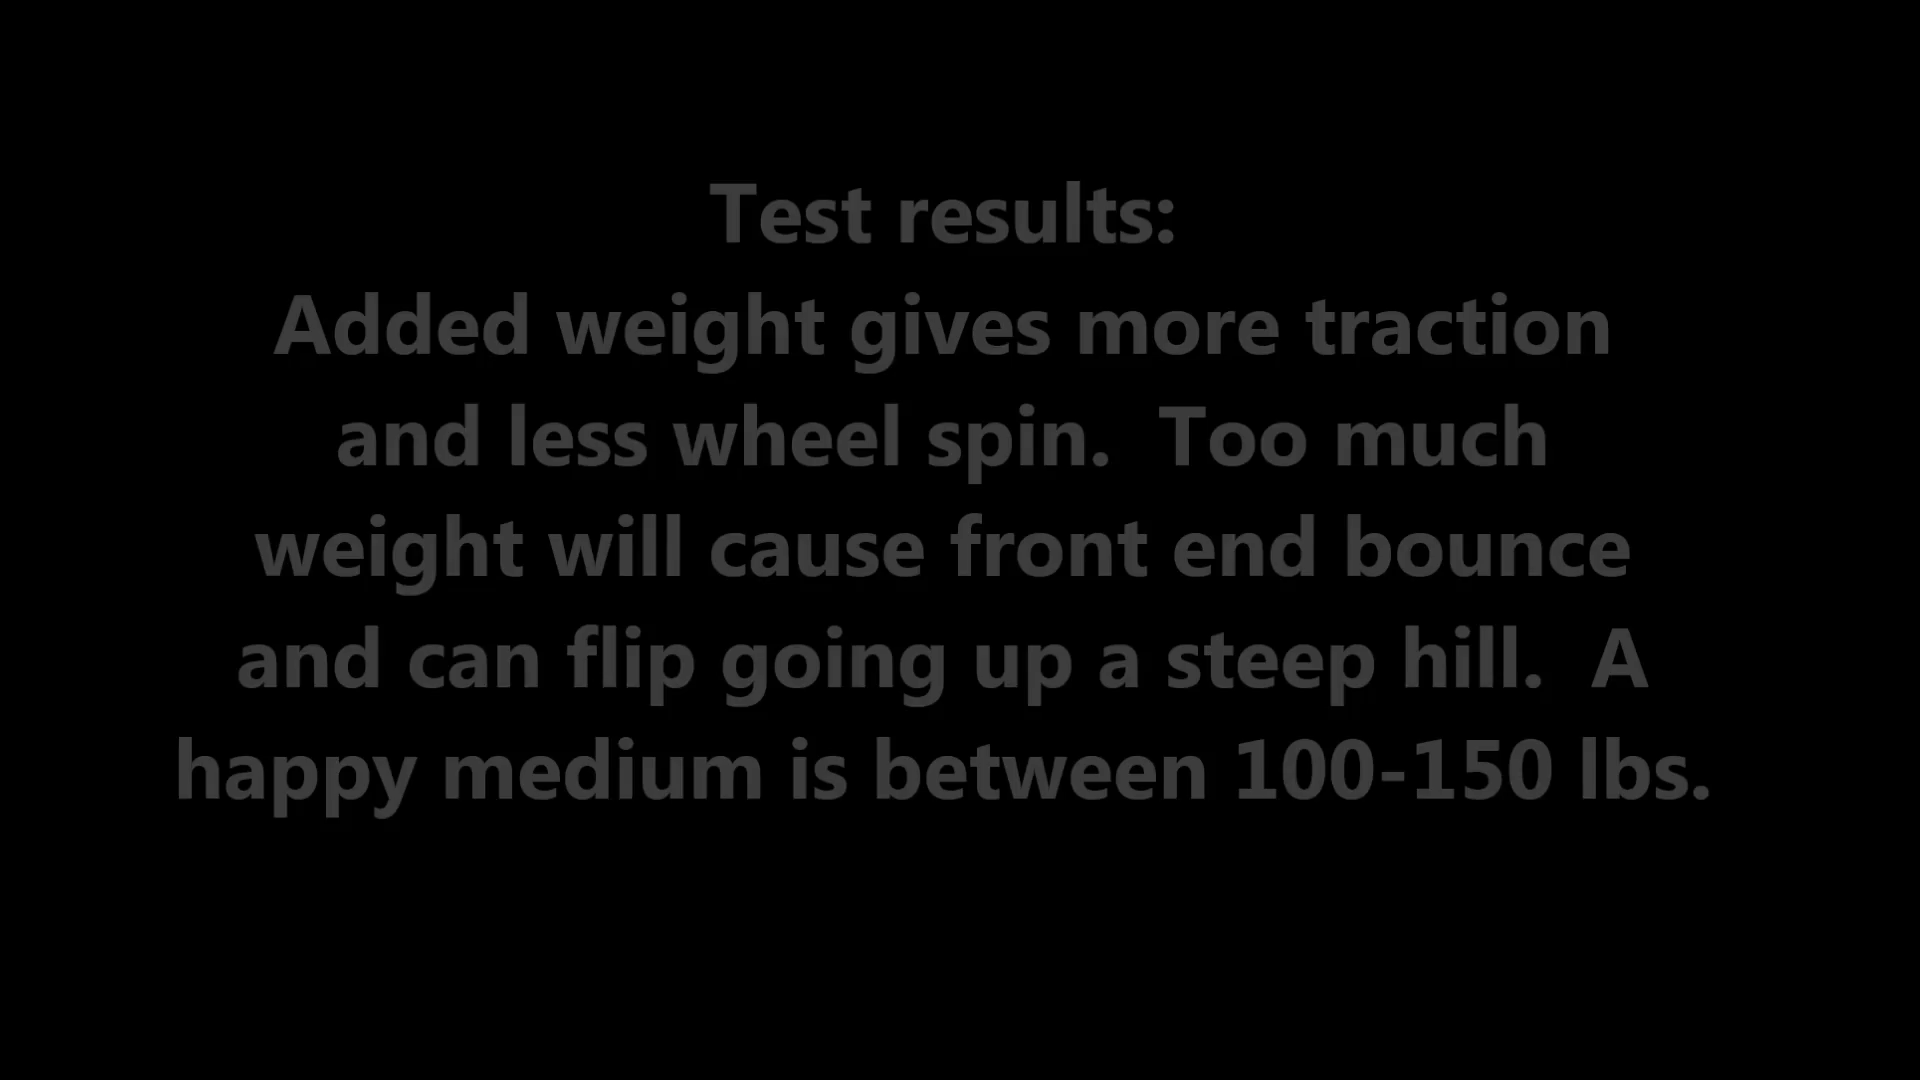 Test results:
Added weight gives more traction
and less wheel spin.  Too much
weight will cause front end bounce
and can flip going up a steep hill.  A
happy medium is between 100-150 lbs.